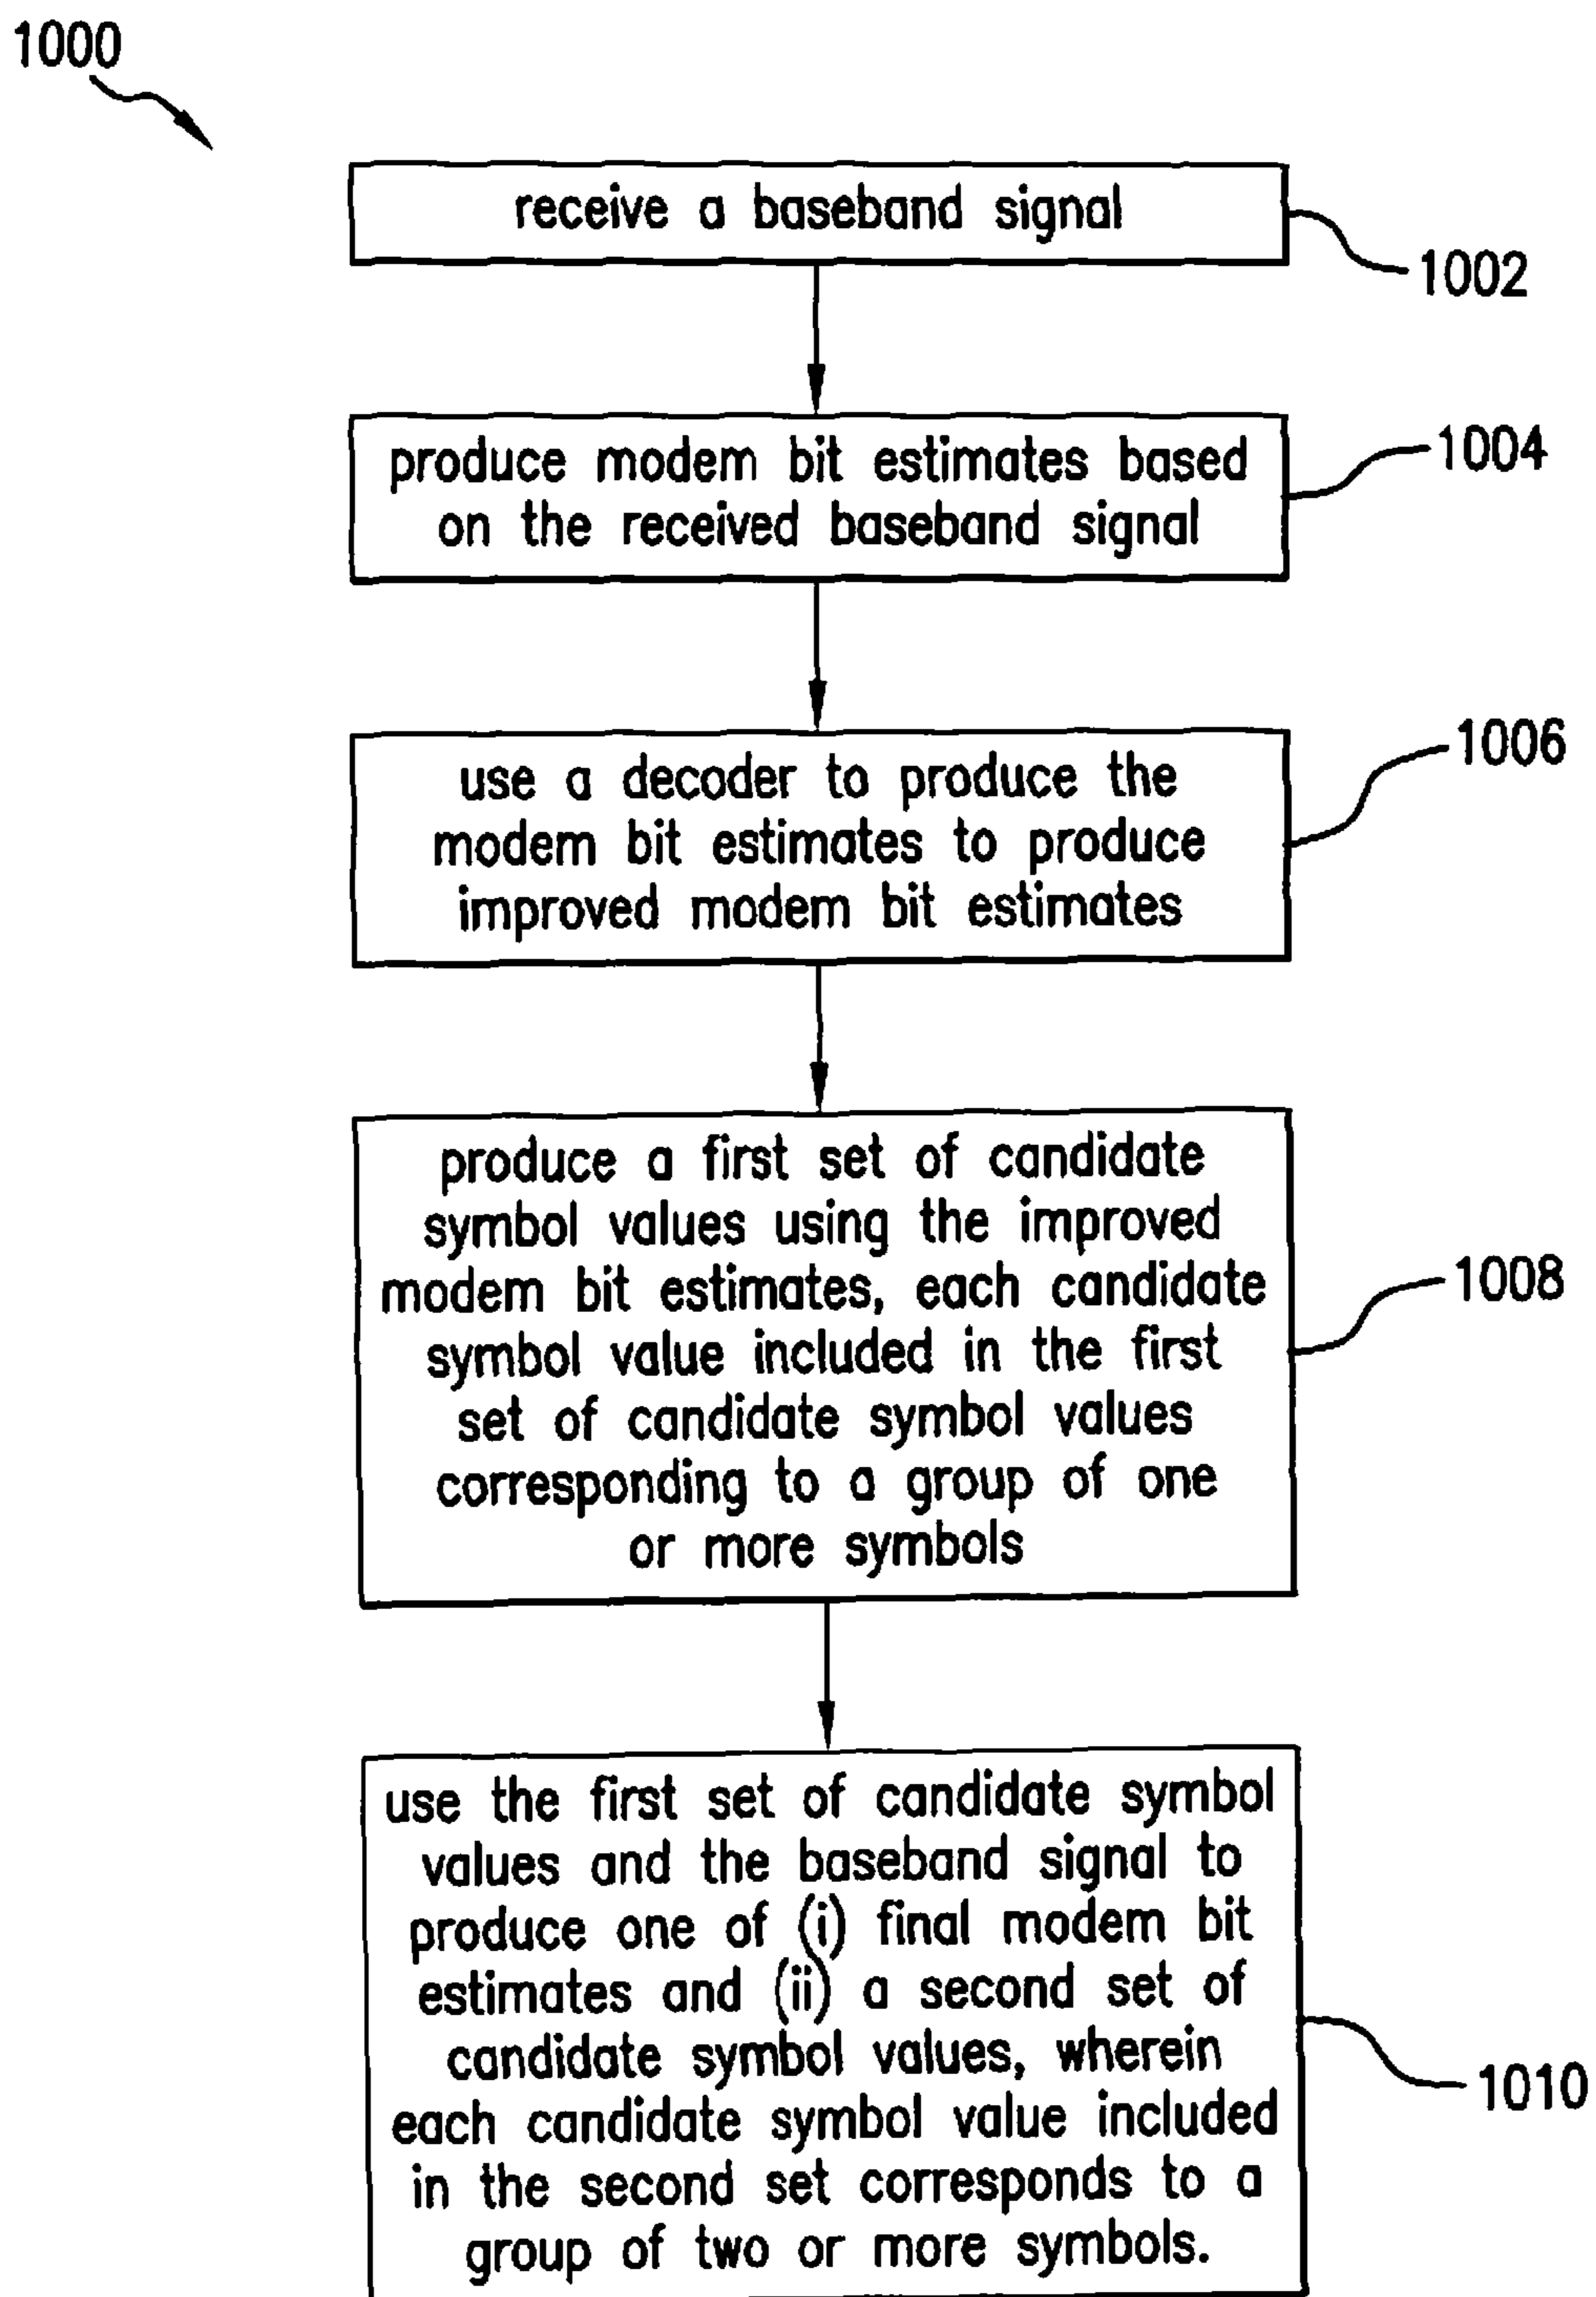 1000
receive a baseband signal
1002
produce modem bit estimates based
on the received baseband signal
1004
use a decoder to produce the
modem bit estimates to produce
improved modem bit estimates
1006
produce a first set of candidate
symbol values using the improved
modem bit estimates, each candidate
symbol value included in the first
set of candidate symbol values
corresponding to a group of one
or more symbols
1008
use the first set of candidate symbol
values and the baseband signal to
produce one of (i) final modem bit
estimates and (ii) a second set of
candidate symbol values, wherein
each candidate symbol value included
in the second set corresponds to a
group of two or more symbols.
1010